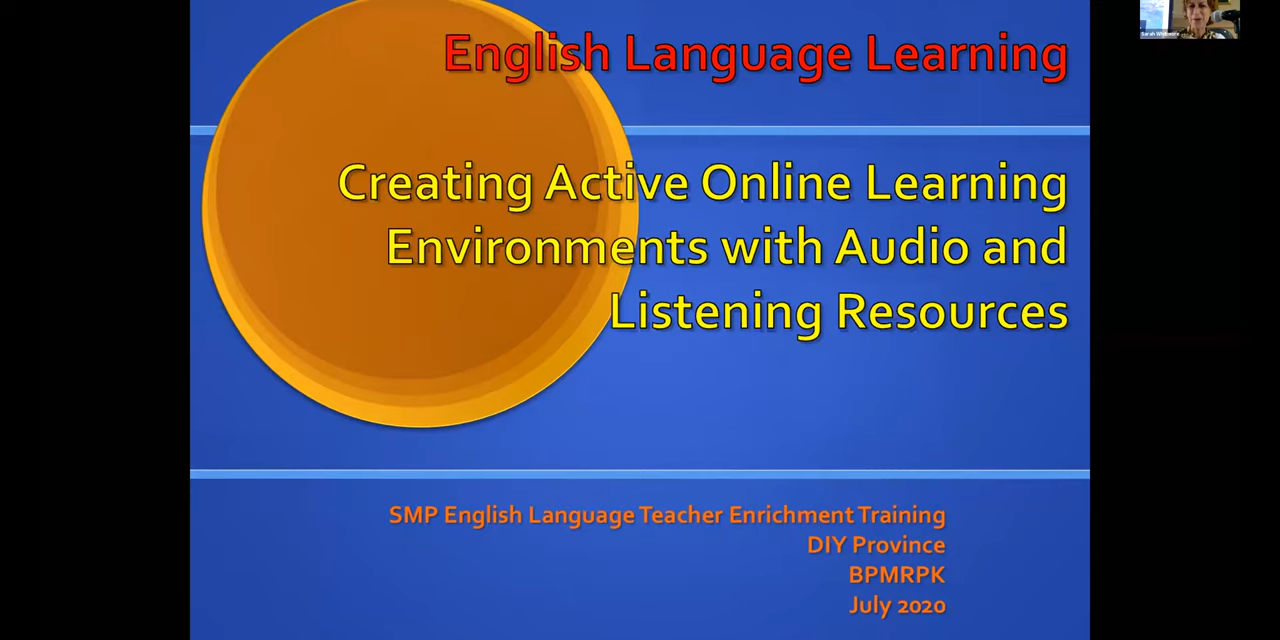 English Language Learning
Creating Active Online Learning
Environments with Audio and
Listening Resources
SMP English Language Teacher Enrichment Training
DIY Province
BPMRPK
July 2020